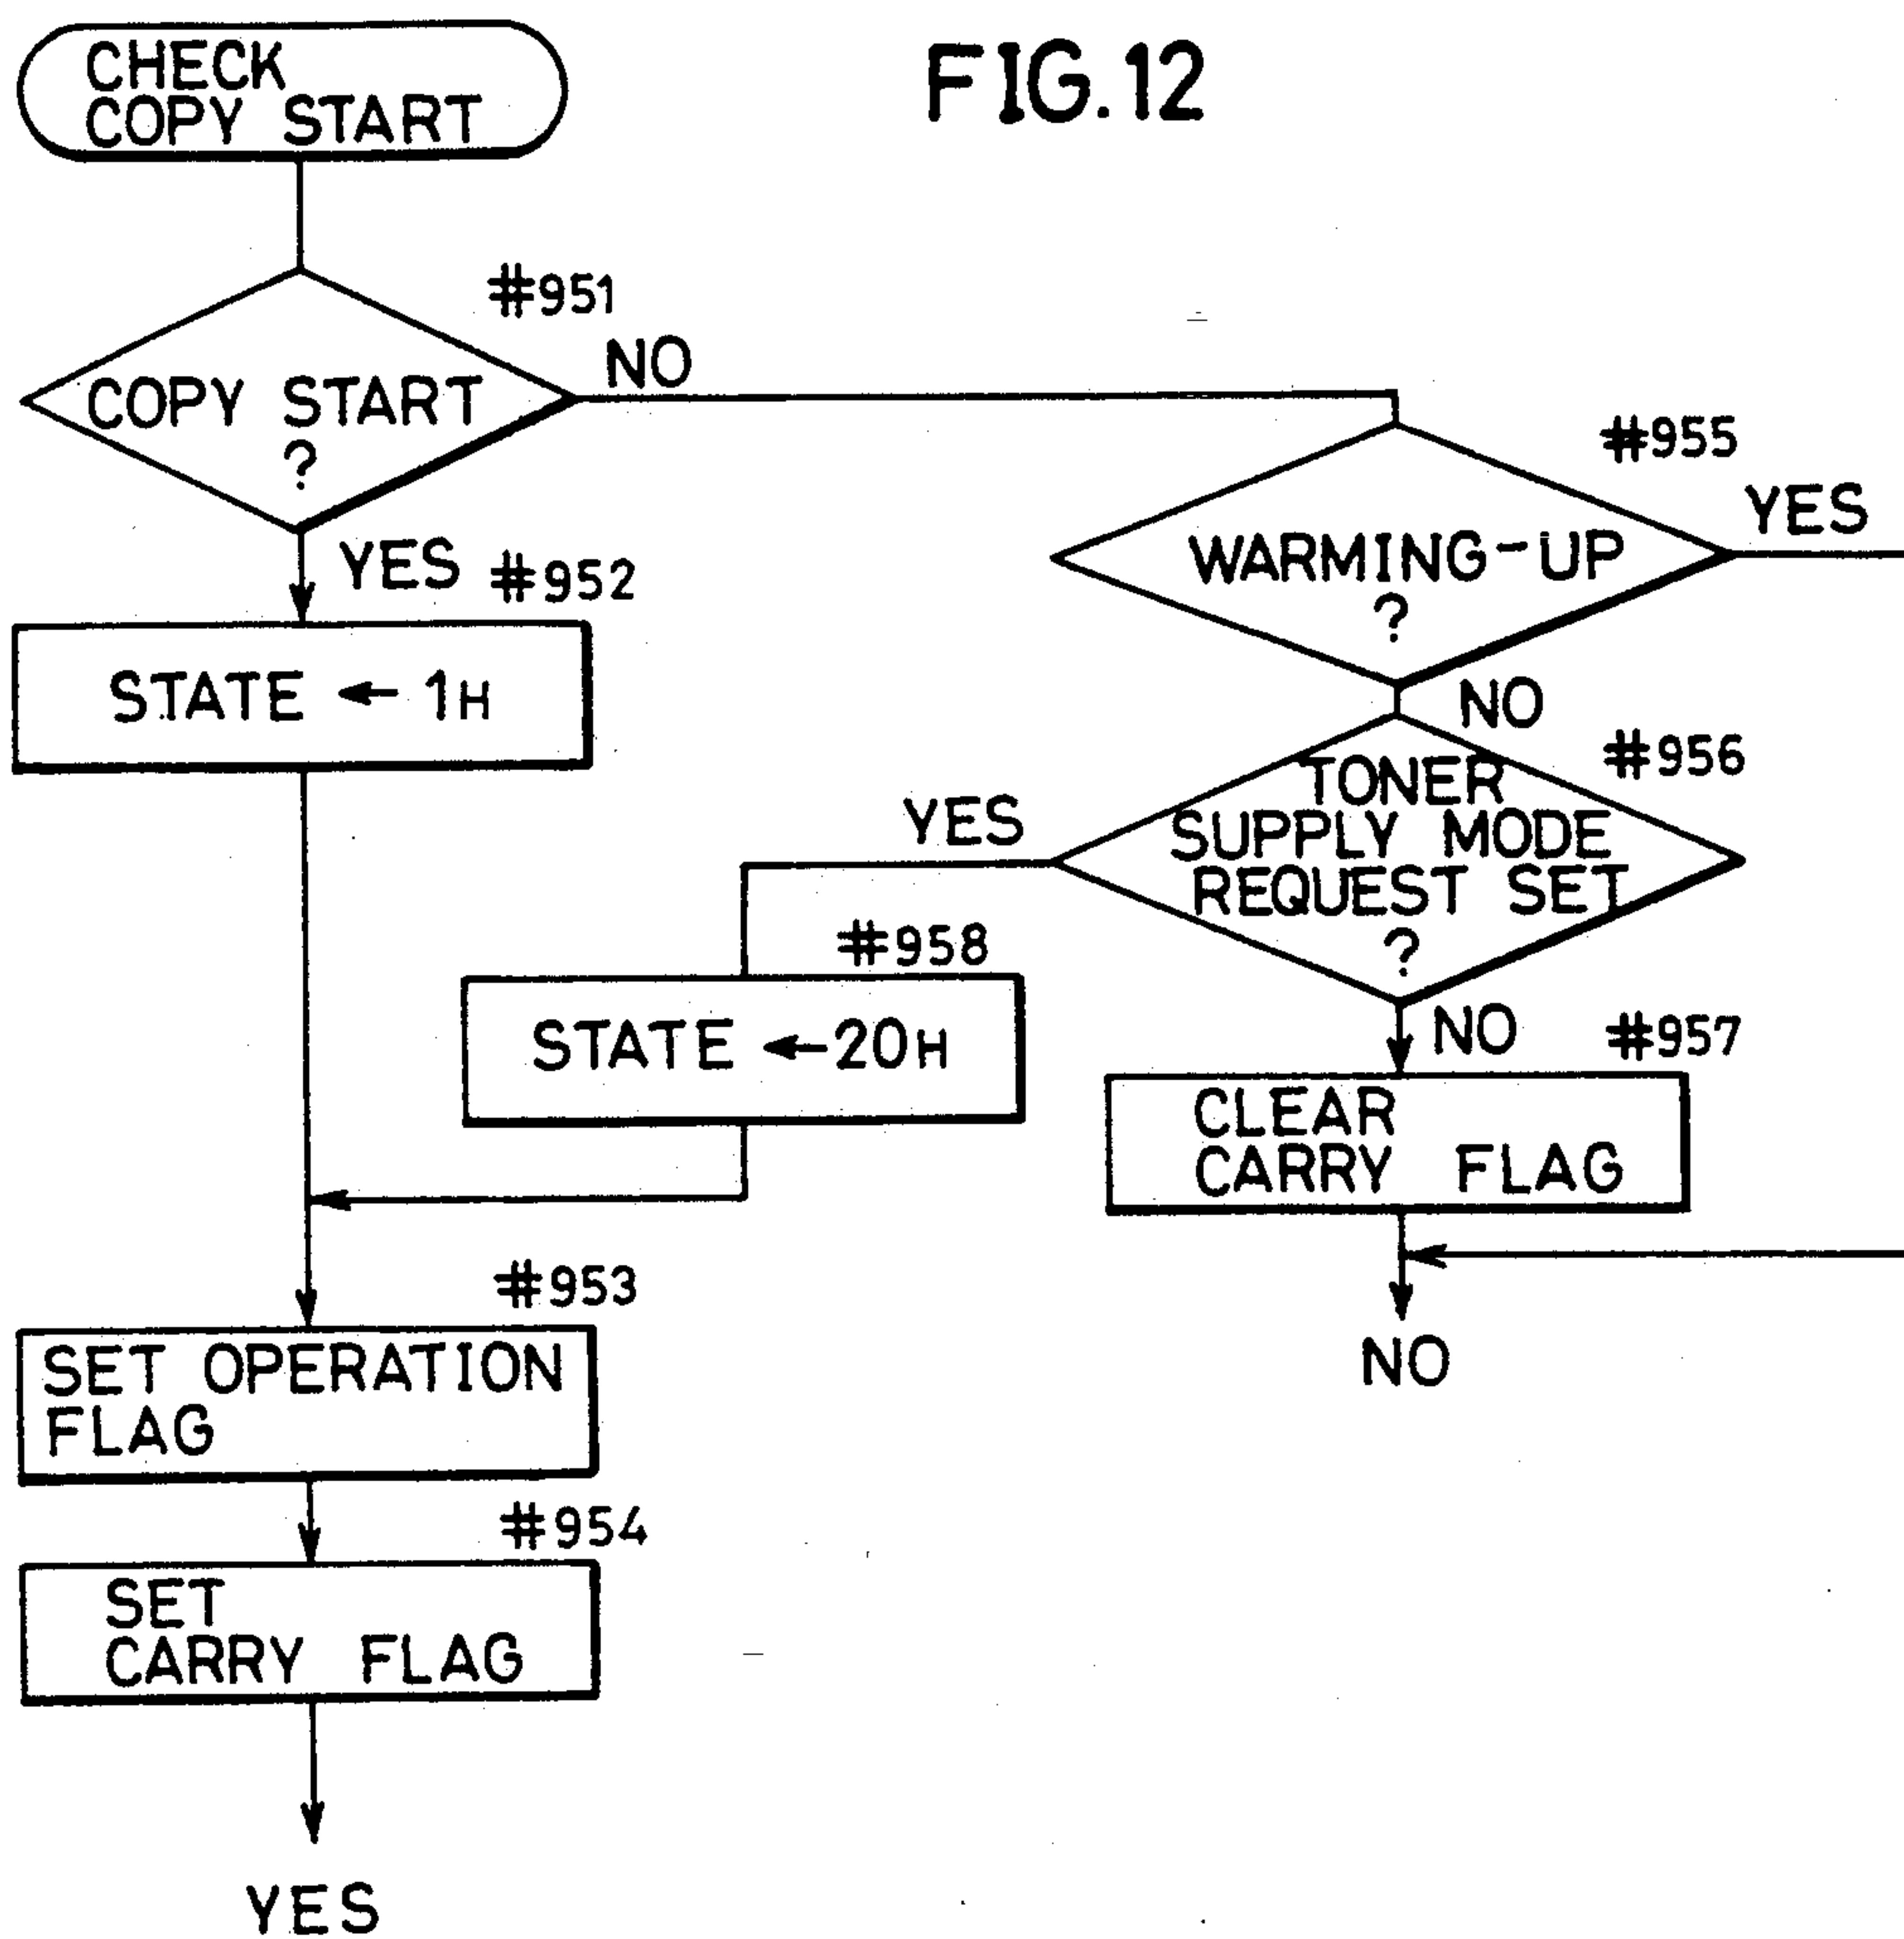 CHECK
COPY START
FIG.12
#951
COPY START
?
NO
YES
#952
STATE ← 1H
#955
WARMING-UP
?
YES
NO
#956
TONER
SUPPLY MODE
REQUEST SET
?
YES
#958
STATE ←20H
NO
#957
CLEAR
CARRY FLAG
NO
#953
SET OPERATION
FLAG
#954
SET
CARRY FLAG
YES